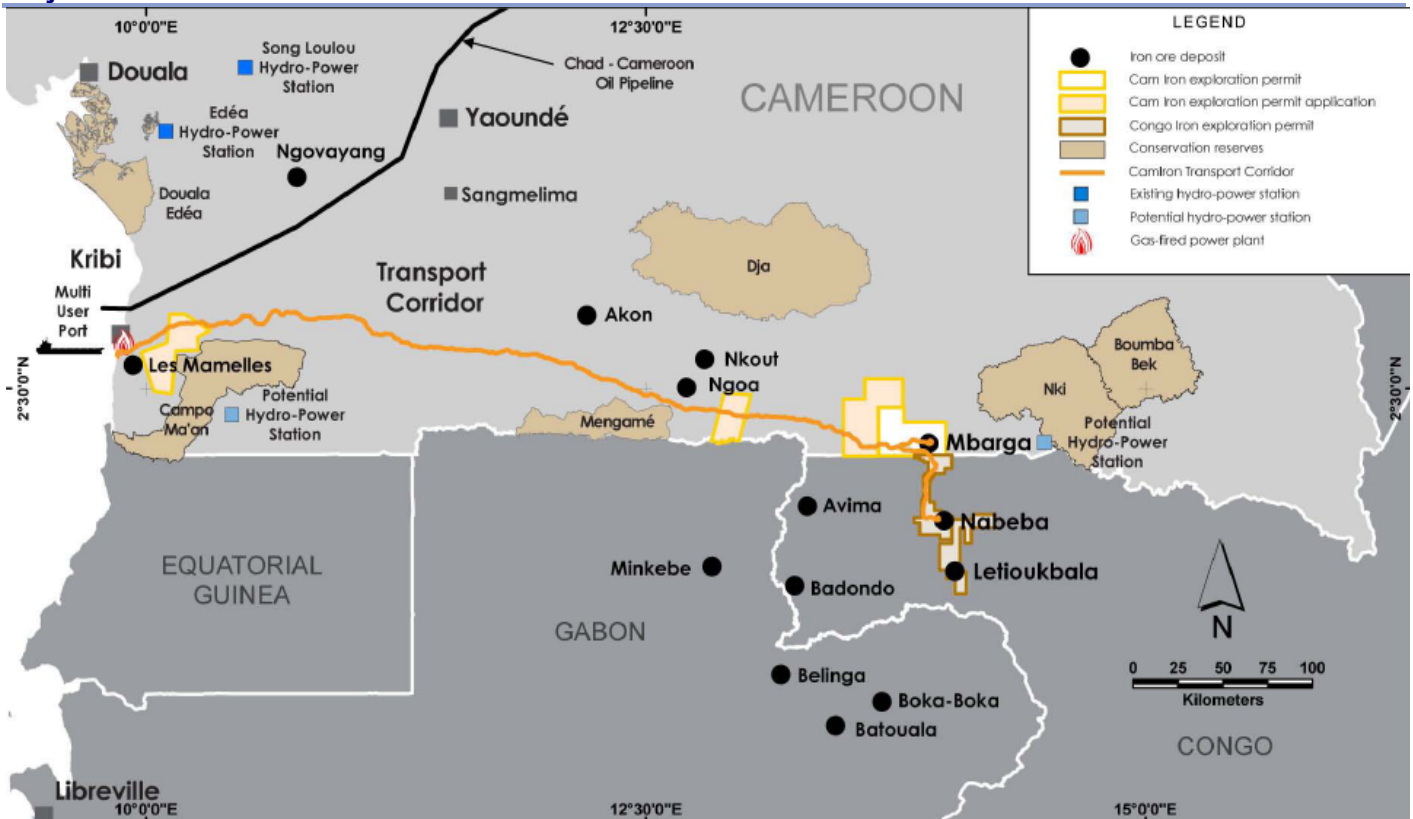 10°0'0"E
12°30'0"E
LEGEND
Iron ore deposit
Cam Iron exploration permit
Cam Iron exploration permit application
Congo Iron exploration permit
Conservation reserves
CamIron Transport Corridor
Existing hydro-power station
Potential hydro-power station
Gas-fired power plant
Song Loulou
Hydro-Power
Station
Douala
Chad - Cameroon
Oil Pipeline
CAMEROON
Edéa
Hydro-Power
Station
Yaoundé
Ngovayang
Douala
Edéa
Sangmelima
Kribi
Multi
User
Port
Transport
Corridor
Dja
Akon
Nkout
Ngoa
Les Mamelles
2°30'0"N
Campo
Ma'an
Potential
Hydro-Power
Station
Mengamé
Boumba
Bek
Nki
2°30'0"N
Potential
Hydro-Power
Station
Mbarga
Avima
Nabeba
EQUATORIAL
GUINEA
Minkebe
Badondo
Letioukbala
GABON
N
Belinga
Boka-Boka
Batouala
0 25 50 75 100
Kilometers
CONGO
Libreville
10°0'0"E
12°30'0"E
15°0'0"E